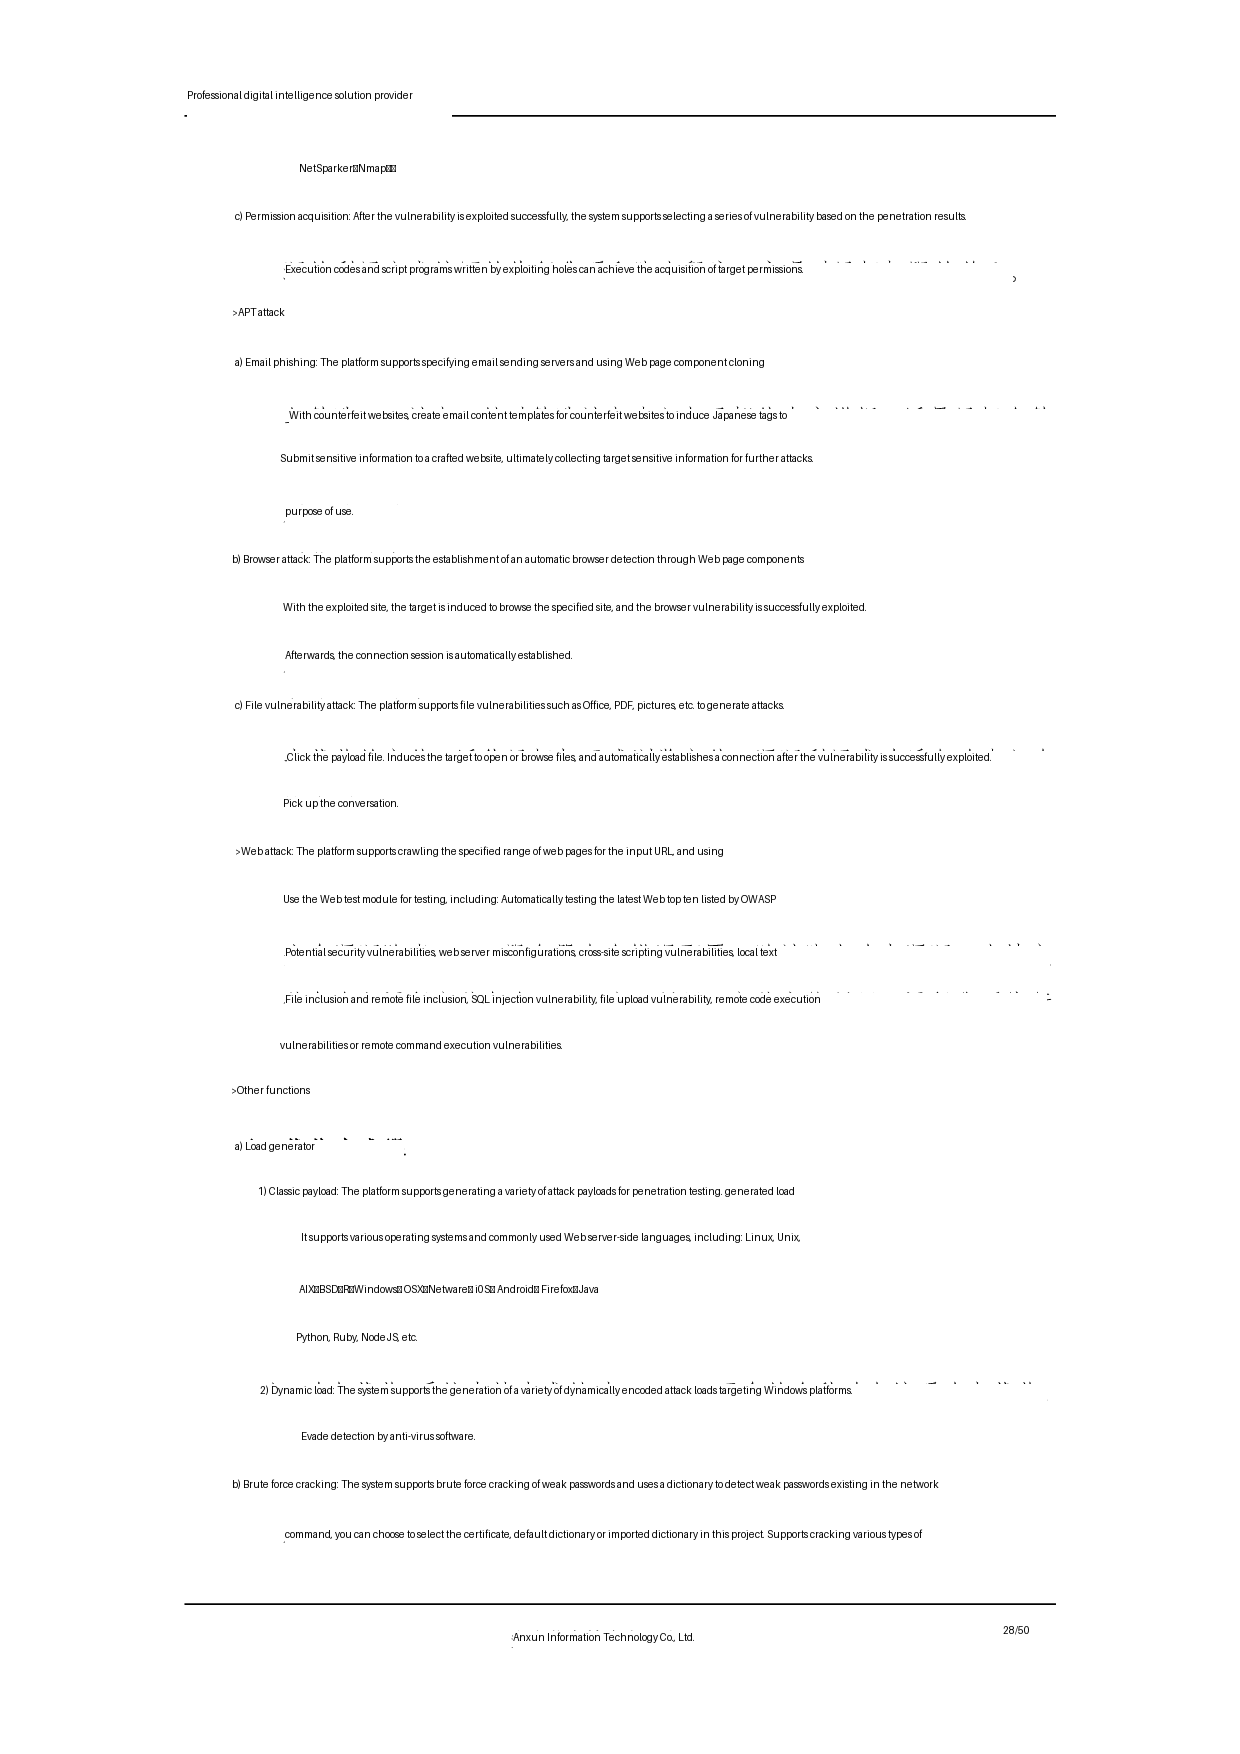 Professional digital intelligence solution provider
NetSparker Nmap
c) Permission acquisition: After the vulnerability is exploited successfully, the system supports selecting a series of vulnerability based on the penetration results.
Execution codes and script programs written by exploiting holes can achieve the acquisition of target permissions.
>APT attack
a) Email phishing: The platform supports specifying email sending servers and using Web page component cloning
With counterfeit websites, create email content templates for counterfeit websites to induce Japanese tags to
Submit sensitive information to a crafted website, ultimately collecting target sensitive information for further attacks.
purpose of use.
b) Browser attack: The platform supports the establishment of an automatic browser detection through Web page components
With the exploited site, the target is induced to browse the specified site, and the browser vulnerability is successfully exploited.
Afterwards, the connection session is automatically established.
c) File vulnerability attack: The platform supports file vulnerabilities such as Office, PDF, pictures, etc. to generate attacks.
Click the payload file. Induces the target to open or browse files, and automatically establishes a connection after the vulnerability is successfully exploited.
Pick up the conversation.
>Web attack: The platform supports crawling the specified range of web pages for the input URL, and using
Use the Web test module for testing, including: Automatically testing the latest Web top ten listed by OWASP
Potential security vulnerabilities, web server misconfigurations, cross-site scripting vulnerabilities, local text
File inclusion and remote file inclusion, SQL injection vulnerability, file upload vulnerability, remote code execution
vulnerabilities or remote command execution vulnerabilities.
>Other functions
a) Load generator
1) Classic payload: The platform supports generating a variety of attack payloads for penetration testing. generated load
It supports various operating systems and commonly used Web server-side languages, including: Linux, Unix,
AIX BSD R Windows OSX Netware i0S Android Firefox Java
Python, Ruby, NodeJS, etc.
2) Dynamic load: The system supports the generation of a variety of dynamically encoded attack loads targeting Windows platforms.
Evade detection by anti-virus software.
b) Brute force cracking: The system supports brute force cracking of weak passwords and uses a dictionary to detect weak passwords existing in the network
command, you can choose to select the certificate, default dictionary or imported dictionary in this project. Supports cracking various types of
Anxun Information Technology Co., Ltd.
28/50